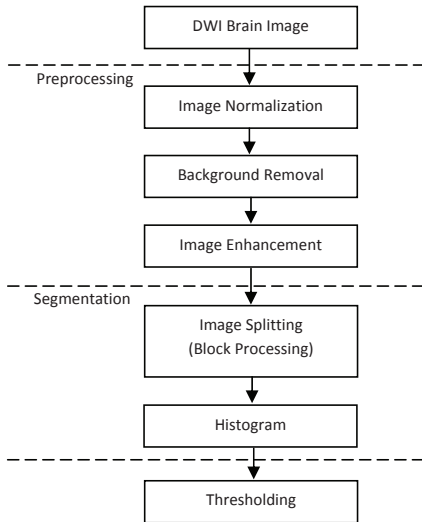 DWI Brain Image
Preprocessing
Image Normalization
Background Removal
Image Enhancement
Segmentation
Image Splitting
(Block Processing)
Histogram
Thresholding